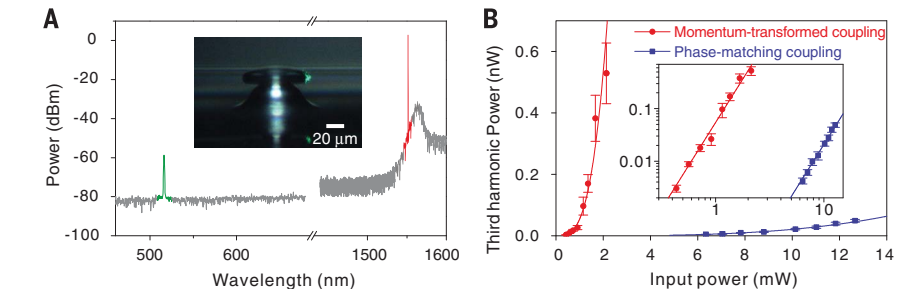 A
0
-20
-40
-60
-80
-100
Power (dBm)
500
600
1500
1600
Wavelength (nm)
20 μm
B
Third harmonic Power (nW)
0.6
0.4
0.2
0.0
0
2
4
6
8
10
12
14
Input power (mW)
Momentum-transformed coupling
Phase-matching coupling
0.1
0.01
1
10